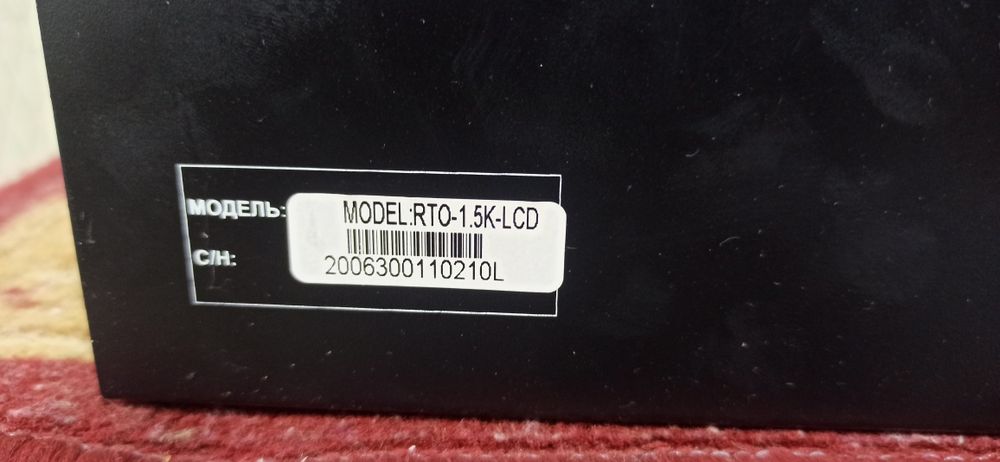 МОДЕЛЬ:
MODEL:RTO-1.5K-LCD
С/Н:
2006300110210L